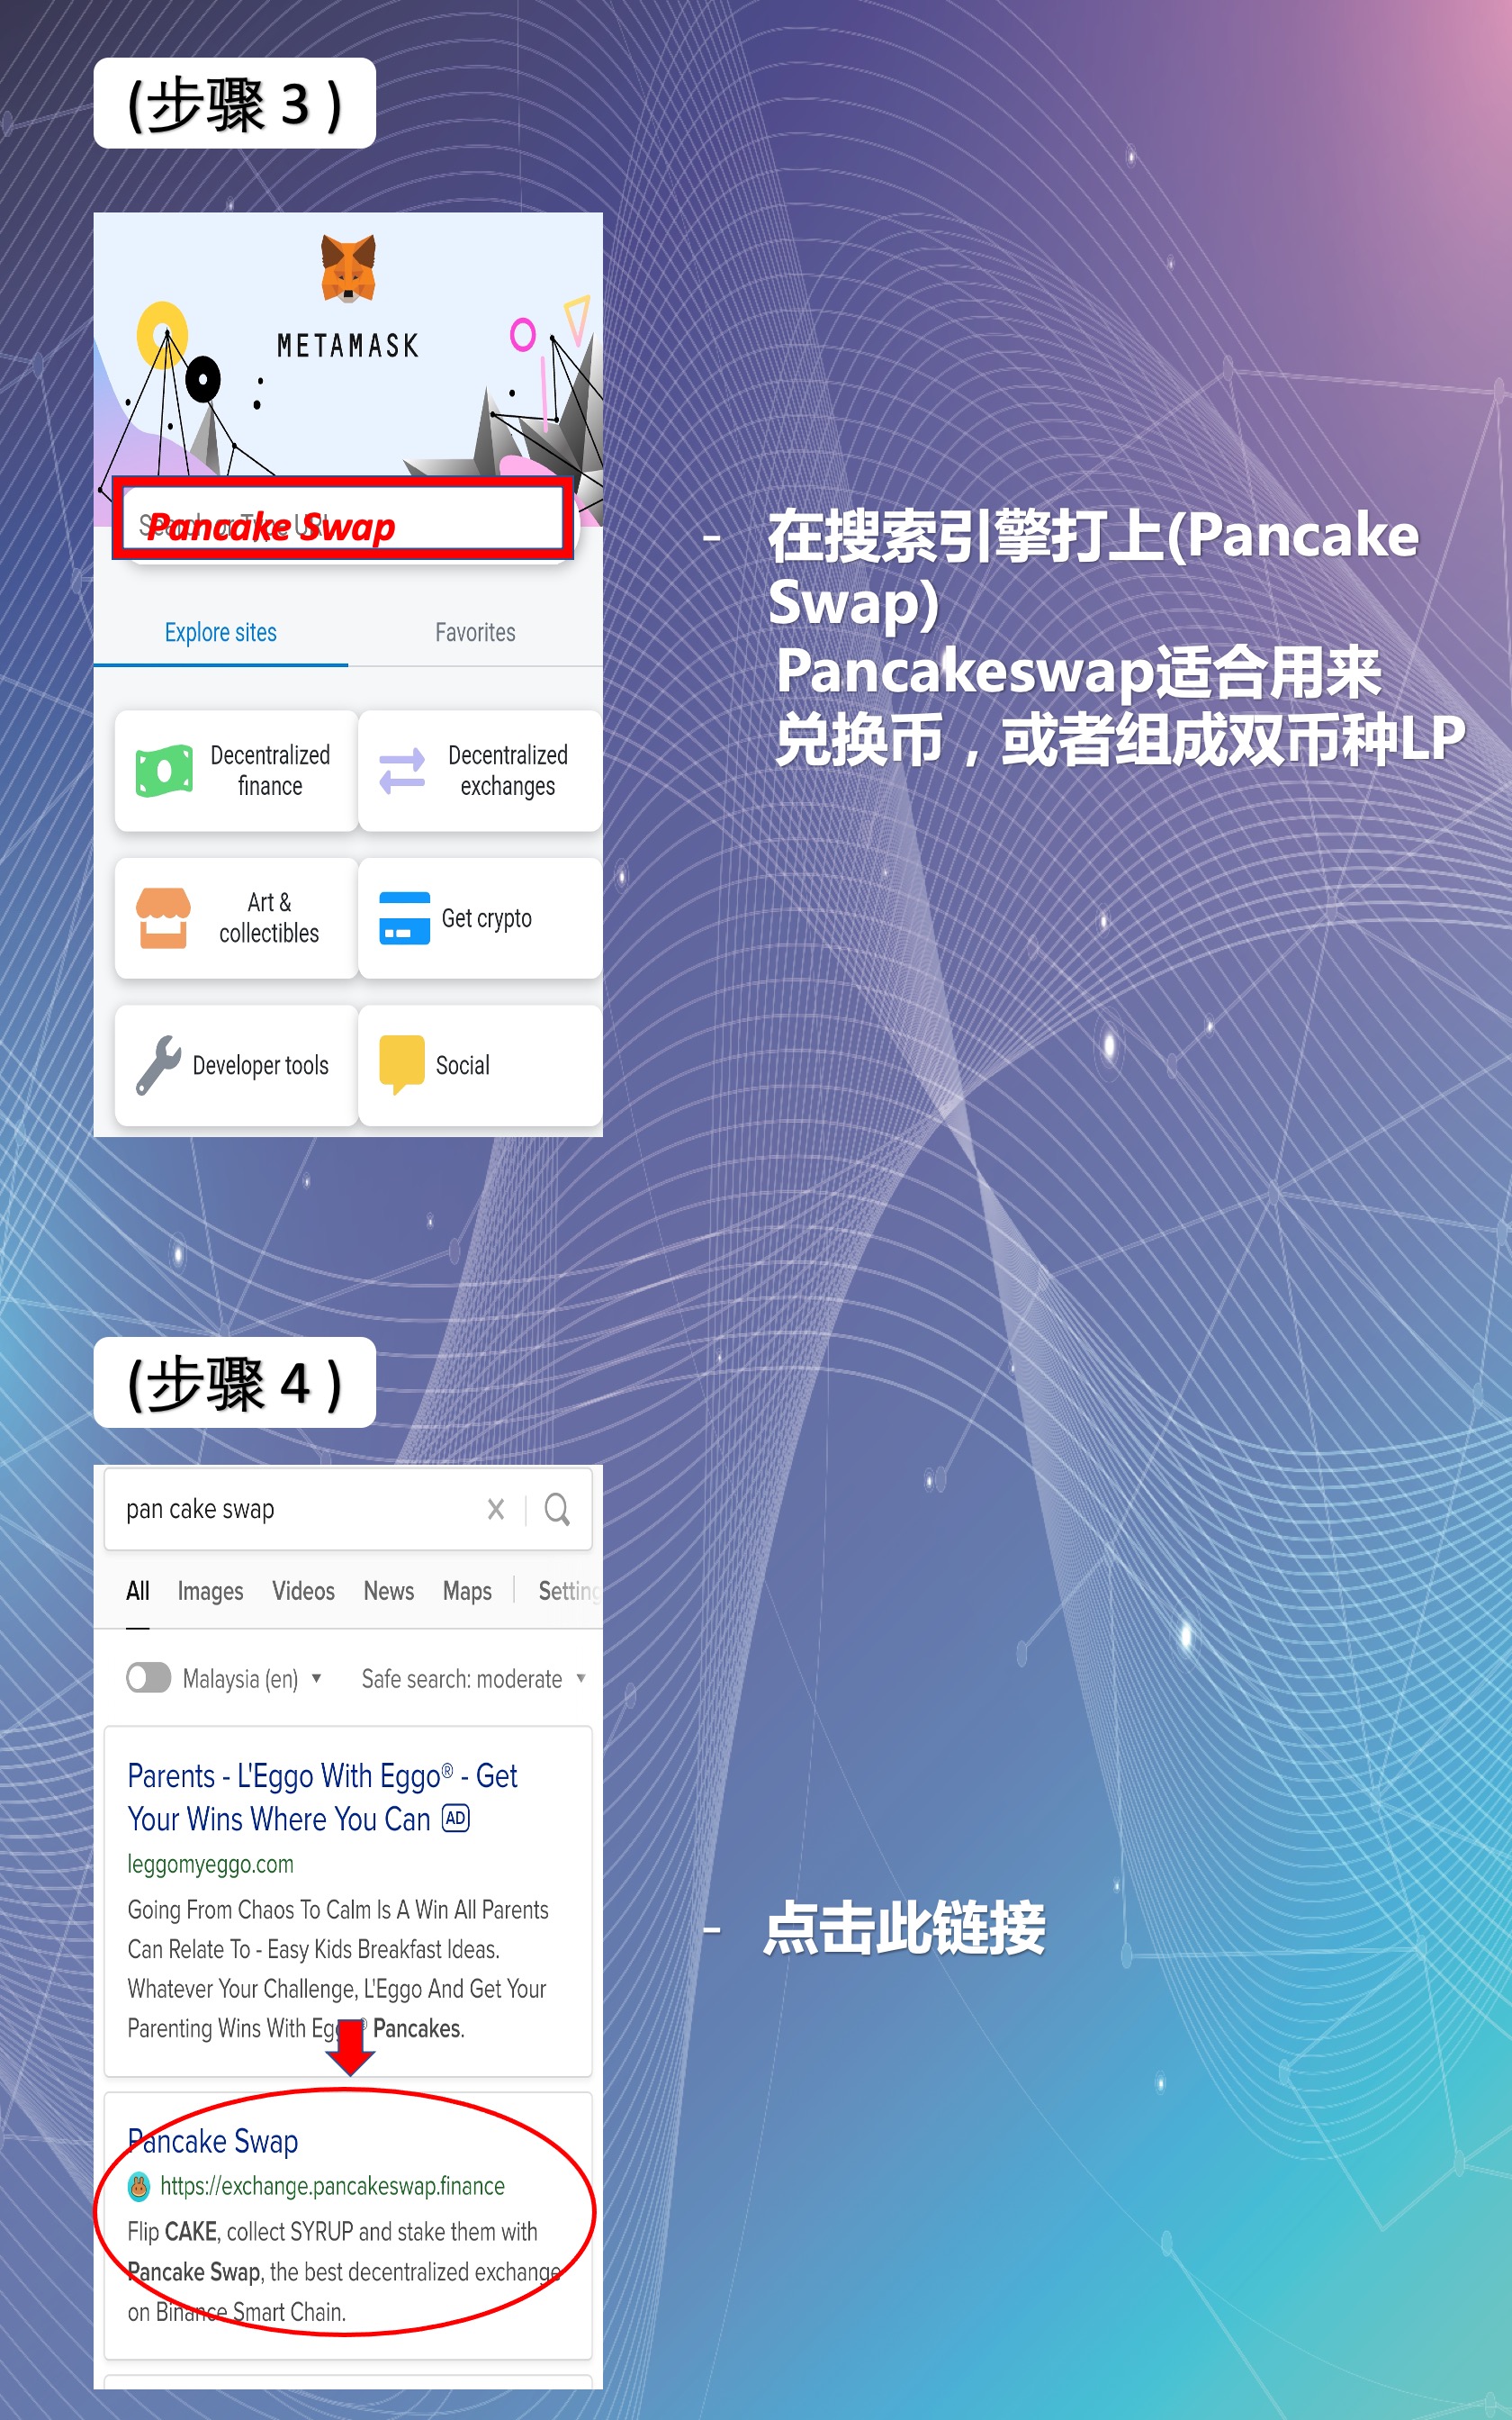 (步骤 3 )
METAMASK
Pancake Swap
Explore sites
Favorites
Decentralized
finance
Decentralized
exchanges
Art &
collectibles
Get crypto
Developer tools
Social
- 在搜索引擎打上(Pancake
Swap)
Pancakeswap适合用来
兑换币，或者组成双币种LP
(步骤 4 )
pan cake swap
All Images Videos News Maps Setting
Malaysia (en) Safe search: moderate
Parents - L'Eggo With Eggo® - Get
Your Wins Where You Can AD
leggomyeggo.com
Going From Chaos To Calm Is A Win All Parents
Can Relate To - Easy Kids Breakfast Ideas.
Whatever Your Challenge, L'Eggo And Get Your
Parenting Wins With Eggo® Pancakes.
Pancake Swap
https://exchange.pancakeswap.finance
Flip CAKE, collect SYRUP and stake them with
Pancake Swap, the best decentralized exchange
on Binance Smart Chain.
- 点击此链接